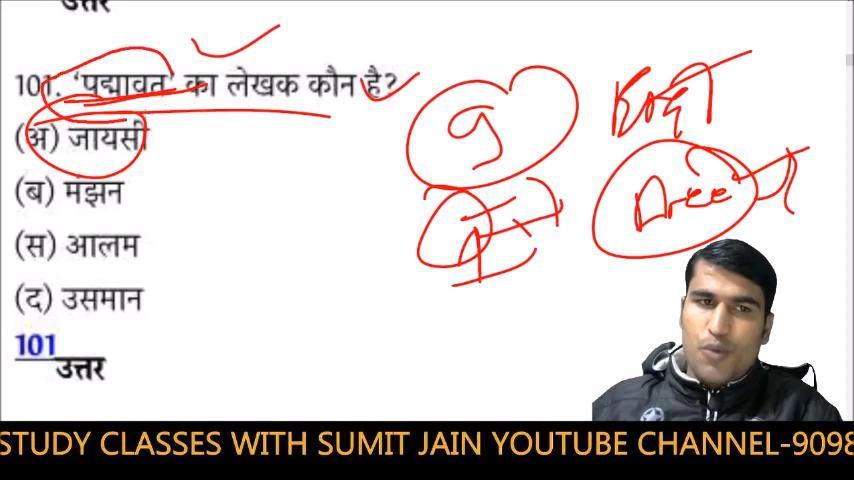 उत्तर
101. 'पद्मावत' का लेखक कौन है?
(अ) जायसी
(ब) मंझन
(स) आलम
(द) उसमान
101
उत्तर
STUDY CLASSES WITH SUMIT JAIN YOUTUBE CHANNEL-9098